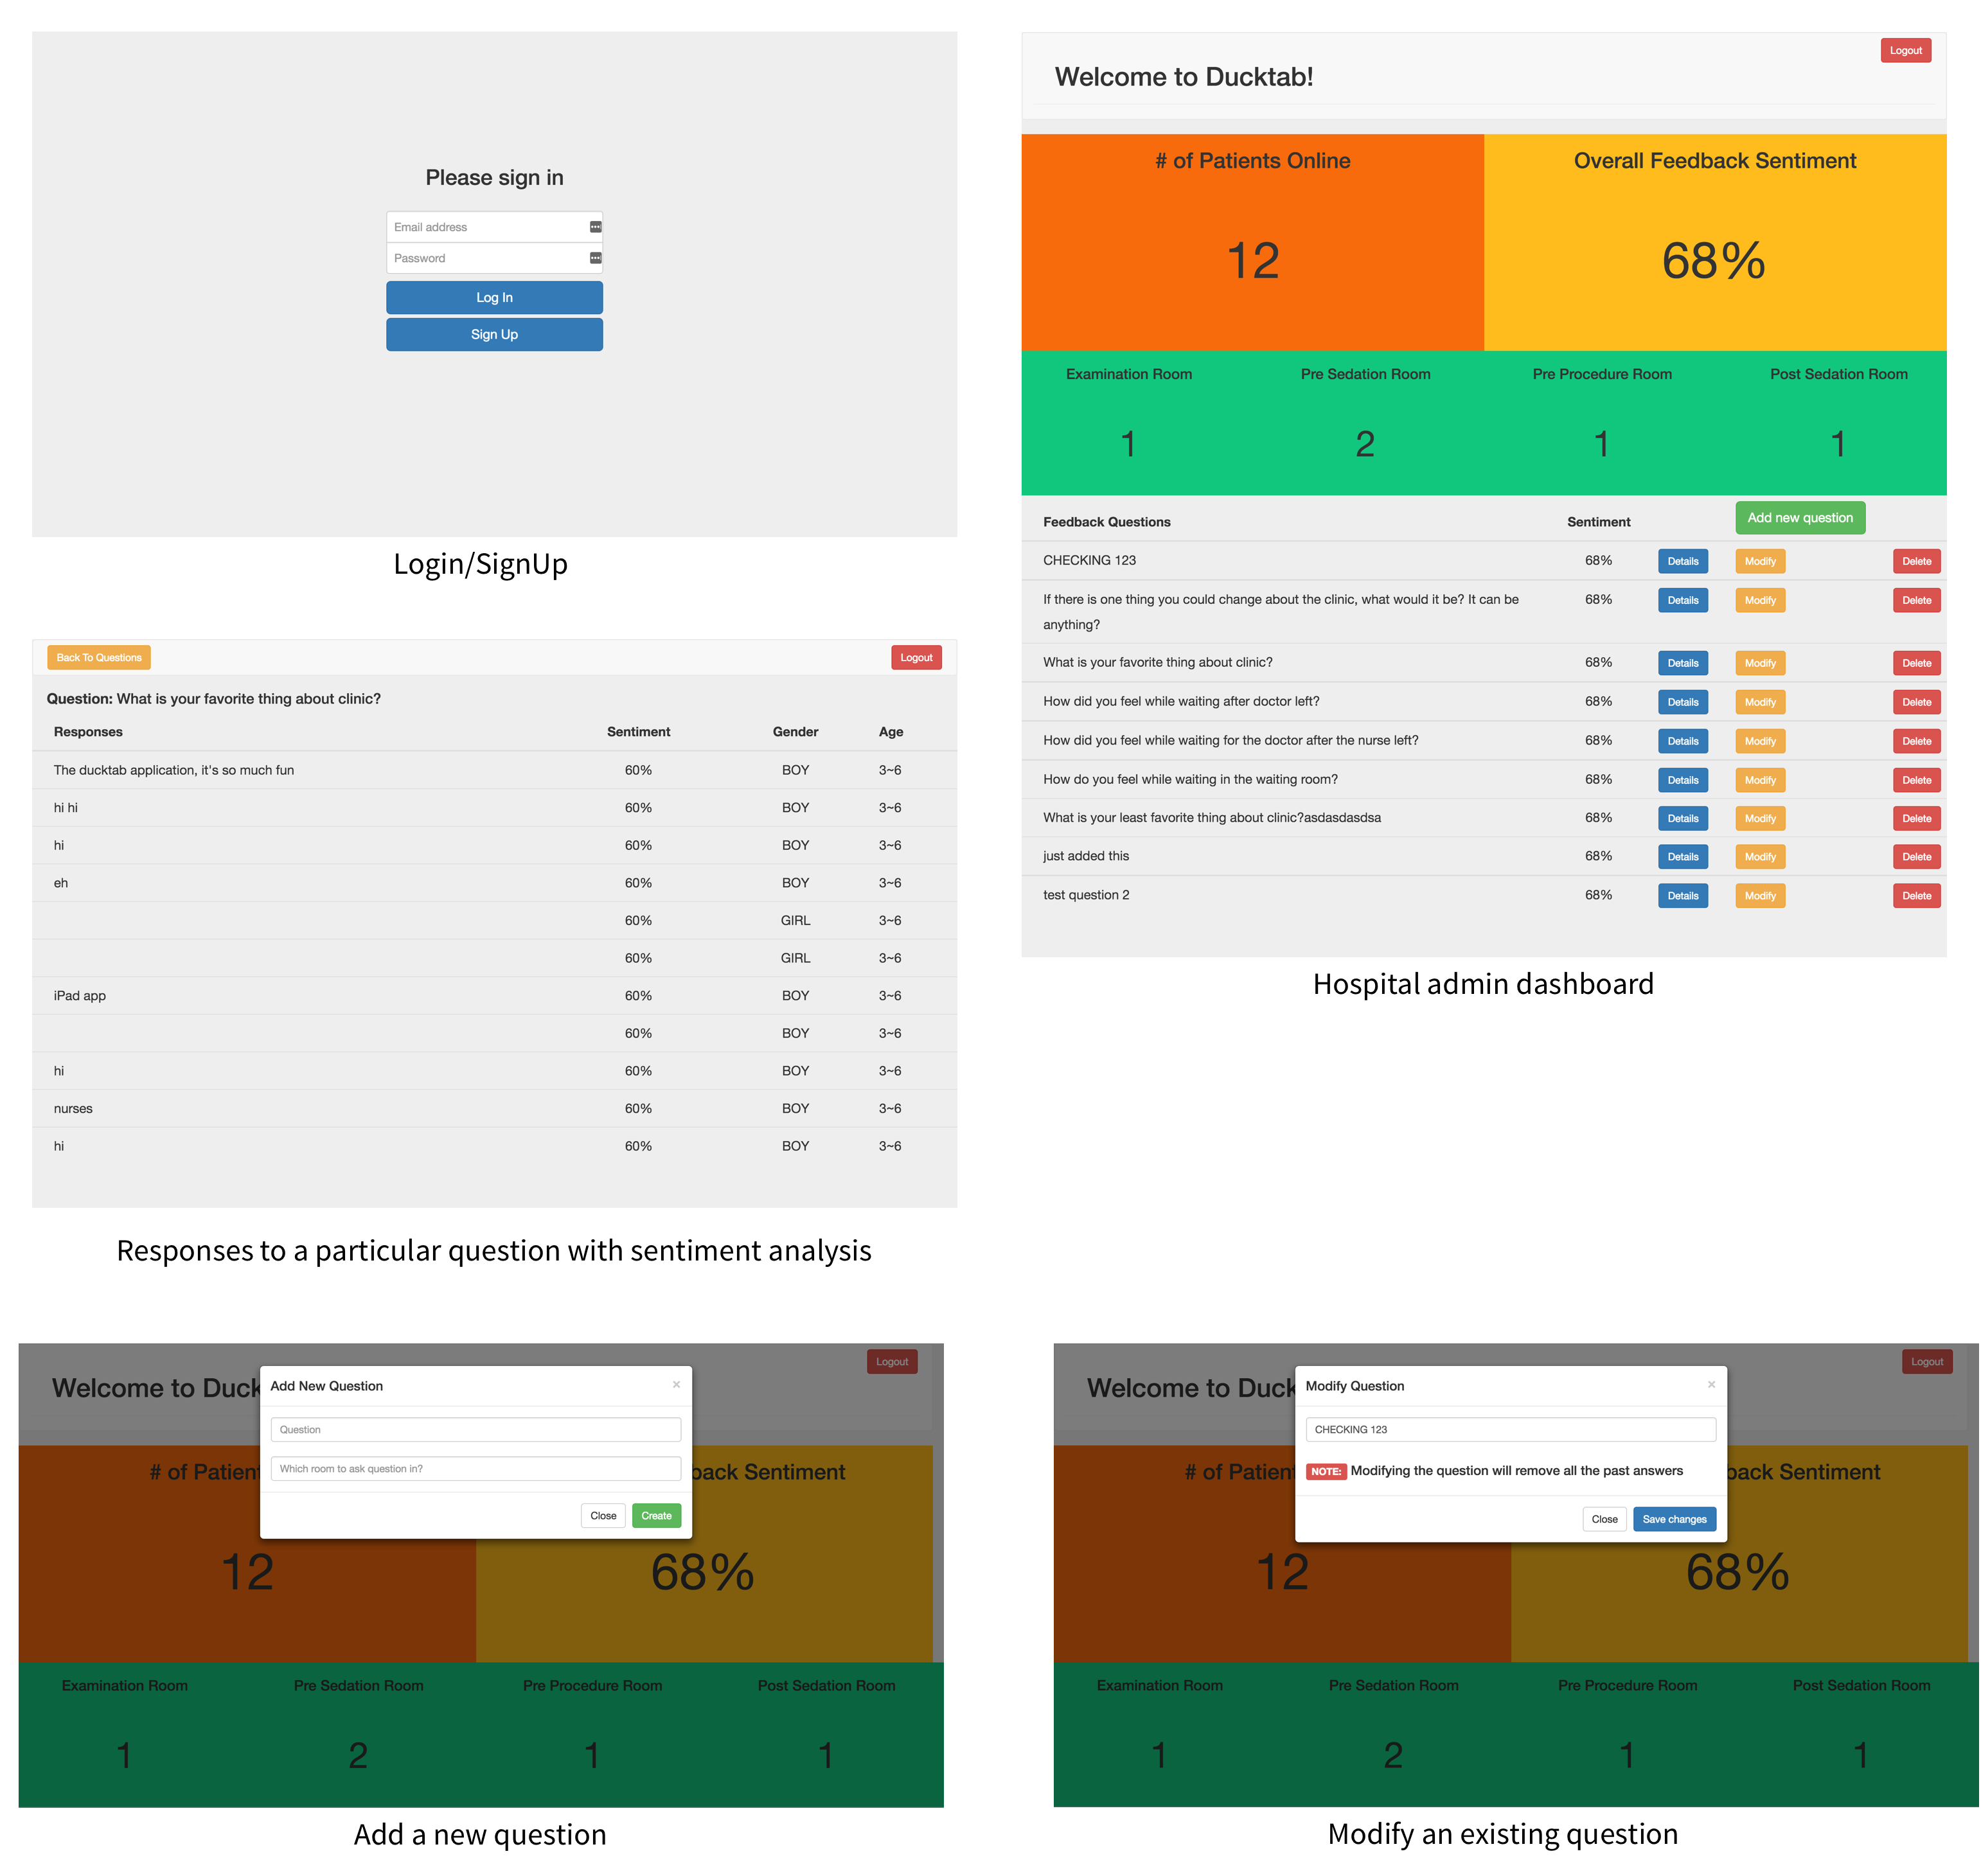 Please sign in
Email address
Password
Log In
Sign Up
Login/SignUp
Logout
Welcome to Ducktab!
# of Patients Online
Overall Feedback Sentiment
12
68%
Examination Room Pre Sedation Room Pre Procedure Room Post Sedation Room
1 2 1 1
Feedback Questions Sentiment Add new question
CHECKING 123 68% Details Modify Delete
If there is one thing you could change about the clinic, what would it be? It can be 68% Details Modify Delete
anything?
What is your favorite thing about clinic? 68% Details Modify Delete
How did you feel while waiting after doctor left? 68% Details Modify Delete
How did you feel while waiting for the doctor after the nurse left? 68% Details Modify Delete
How do you feel while waiting in the waiting room? 68% Details Modify Delete
What is your least favorite thing about clinic?asdasdasdsa 68% Details Modify Delete
just added this 68% Details Modify Delete
test question 2 68% Details Modify Delete
Hospital admin dashboard
Back To Questions Logout
Question: What is your favorite thing about clinic?
Responses Sentiment Gender Age
The ducktab application, it's so much fun 60% BOY 3~6
hi hi 60% BOY 3~6
hi 60% BOY 3~6
eh 60% BOY 3~6
60% GIRL 3~6
60% GIRL 3~6
iPad app 60% BOY 3~6
60% BOY 3~6
hi 60% BOY 3~6
nurses 60% BOY 3~6
hi 60% BOY 3~6
Responses to a particular question with sentiment analysis
Logout
Welcome to Duck
Add New Question ×
Question
Which room to ask question in?
Close Create
# of Patient
back Sentiment
12
68%
Examination Room Pre Sedation Room Pre Procedure Room Post Sedation Room
1 2 1 1
Add a new question
Logout
Welcome to Duck
Modify Question ×
CHECKING 123
NOTE: Modifying the question will remove all the past answers
Close Save changes
# of Patient
back Sentiment
12
68%
Examination Room Pre Sedation Room Pre Procedure Room Post Sedation Room
1 2 1 1
Modify an existing question